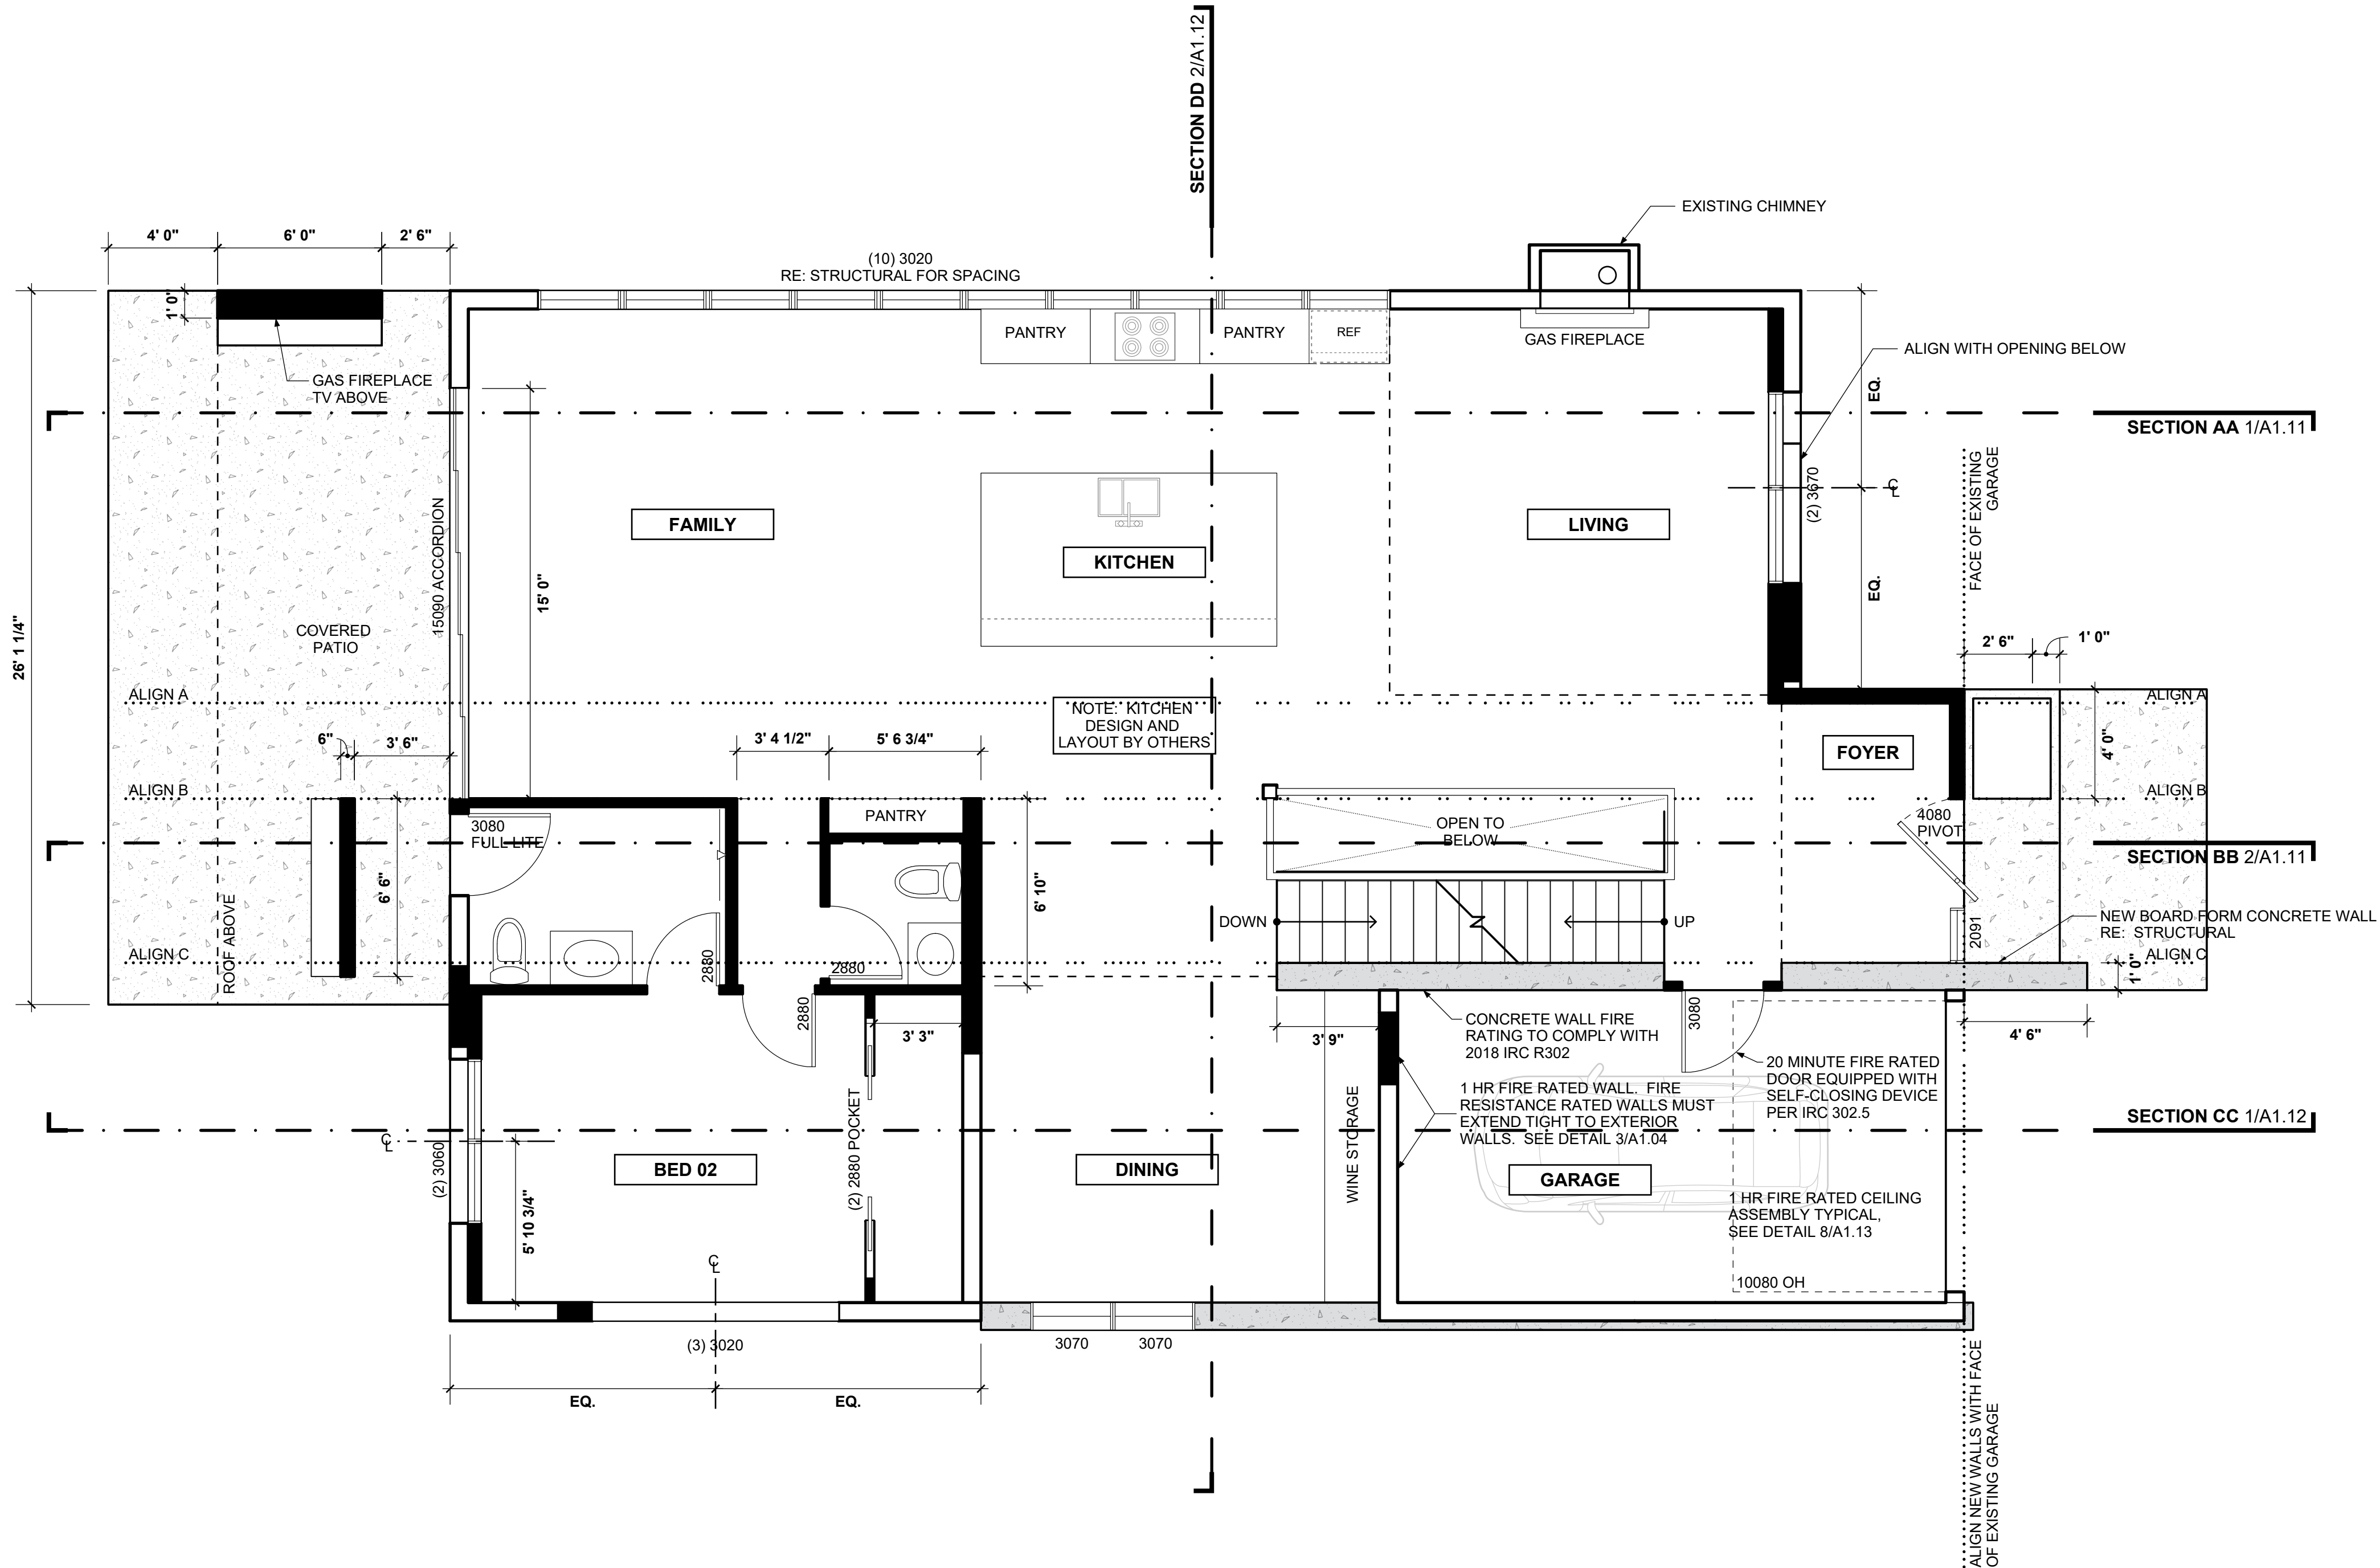 SECTION DD 2/A1.12
EXISTING CHIMNEY
4' 0"
6' 0"
2' 6"
(10) 3020
RE: STRUCTURAL FOR SPACING
1' 0"
PANTRY
PANTRY
REF
GAS FIREPLACE
ALIGN WITH OPENING BELOW
GAS FIREPLACE
TV ABOVE
EQ.
SECTION AA 1/A1.11
FACE OF EXISTING
GARAGE
(2) 3670
CL
15090 ACCORDION
FAMILY
LIVING
KITCHEN
15' 0"
EQ.
26' 1 1/4"
COVERED
PATIO
2' 6"
1' 0"
ALIGN A
ALIGN A
NOTE:  KITCHEN
DESIGN AND
LAYOUT BY OTHERS
6"
3' 6"
3' 4 1/2"
5' 6 3/4"
FOYER
4' 0"
ALIGN B
ALIGN B
PANTRY
3080
FULL LITE
OPEN TO
BELOW
4080
PIVOT
SECTION BB 2/A1.11
6' 6"
6' 10"
ROOF ABOVE
DOWN
UP
2091
NEW BOARD FORM CONCRETE WALL
RE:  STRUCTURAL
ALIGN C
ALIGN C
2880
2880
1' 0"
2880
3' 3"
3' 9"
CONCRETE WALL FIRE
RATING TO COMPLY WITH
2018 IRC R302
3080
4' 6"
20 MINUTE FIRE RATED
DOOR EQUIPPED WITH
SELF-CLOSING DEVICE
PER IRC 302.5
1 HR FIRE RATED WALL.  FIRE
RESISTANCE RATED WALLS MUST
EXTEND TIGHT TO EXTERIOR
WALLS.  SEE DETAIL 3/A1.04
SECTION CC 1/A1.12
CL
(2) 3060
(2) 2880 POCKET
WINE STORAGE
BED 02
DINING
GARAGE
5' 10 3/4"
1 HR FIRE RATED CEILING
ASSEMBLY TYPICAL,
SEE DETAIL 8/A1.13
CL
10080 OH
(3) 3020
3070
3070
EQ.
EQ.
ALIGN NEW WALLS WITH FACE
OF EXISTING GARAGE